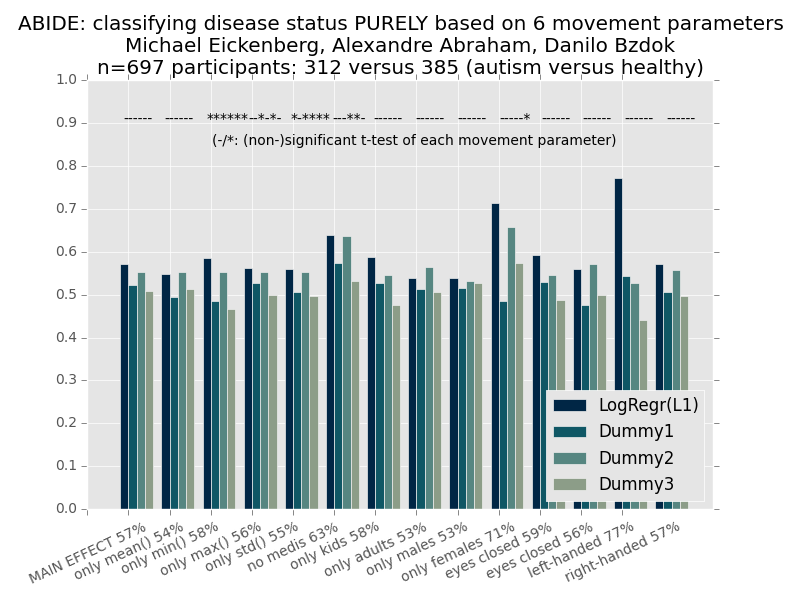 ABIDE: classifying disease status PURELY based on 6 movement parameters
Michael Eickenberg, Alexandre Abraham, Danilo Bzdok
n=697 participants: 312 versus 385 (autism versus healthy)
1.0
0.9
0.8
0.7
0.6
0.5
0.4
0.3
0.2
0.1
0.0
------ ------ ******--*-*- *-****---**- ------ ------ ------ -----* ------ ------ ------ ------
(-/*: (non-)significant t-test of each movement parameter)
LogRegr(L1)
Dummy1
Dummy2
Dummy3
MAIN EFFECT 57%
only mean() 54%
only min() 58%
only max() 56%
only std() 55%
no medis 63%
only kids 58%
only adults 53%
only males 53%
only females 71%
eyes closed 59%
eyes closed 56%
left-handed 77%
right-handed 57%